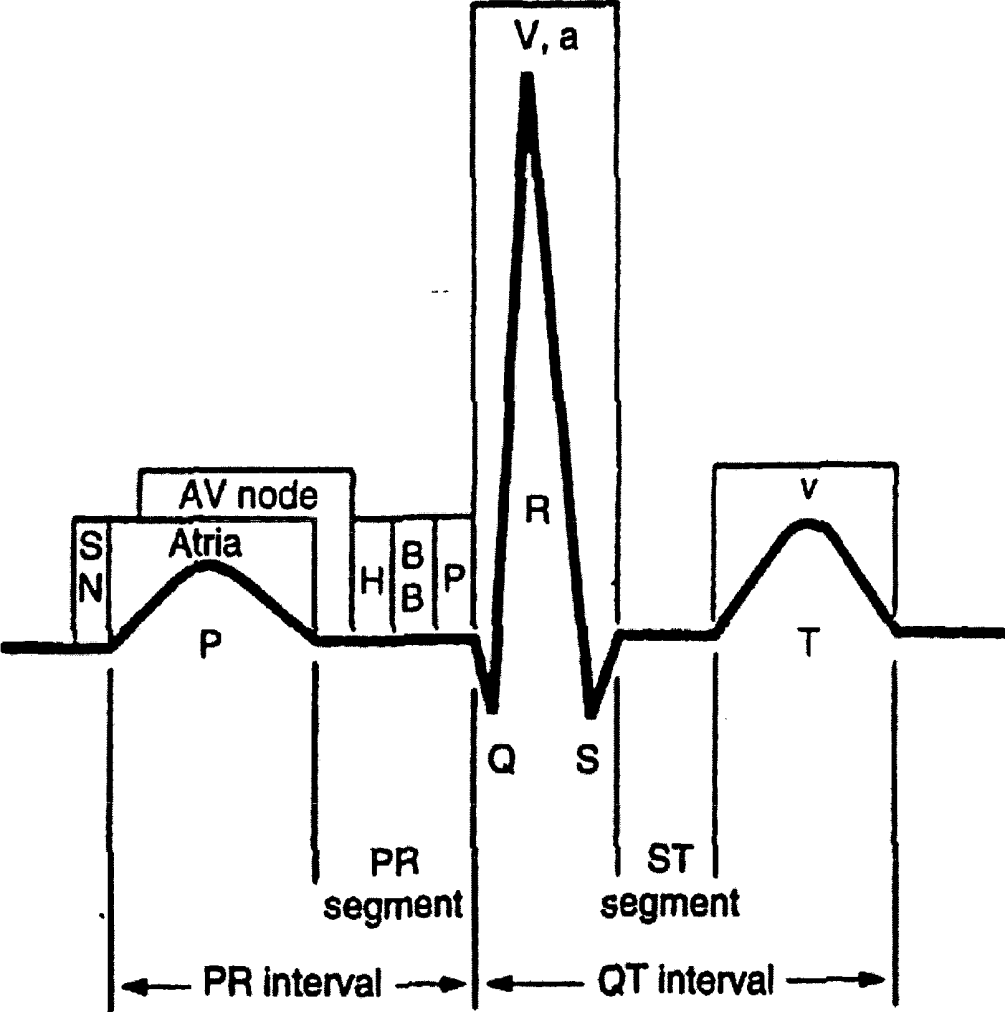 V, a
AV node
v
R
S
N
Atria
H
B
B
P
P
T
Q
S
PR
segment
ST
segment
PR interval
QT interval